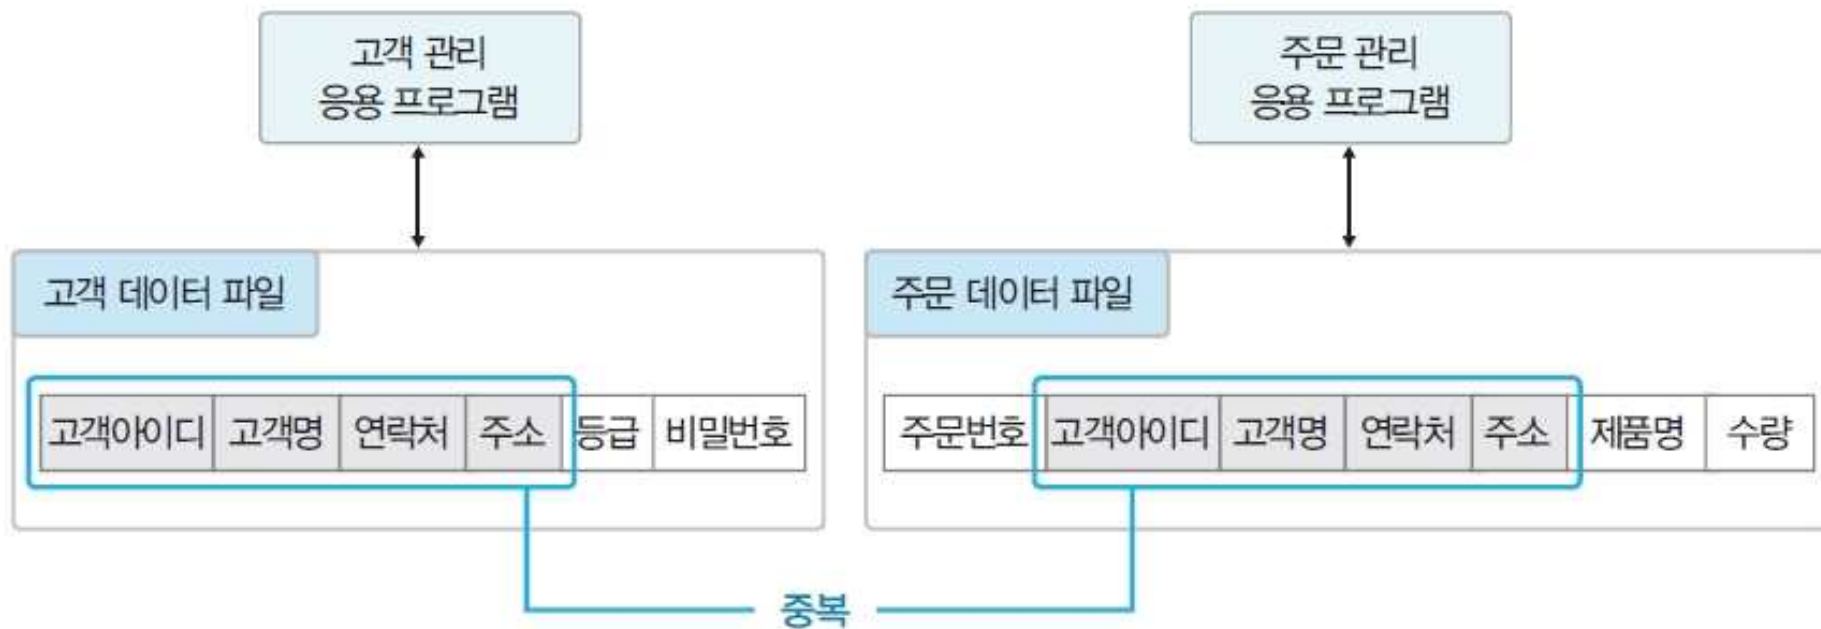 고객 관리
응용 프로그램
주문 관리
응용 프로그램
고객 데이터 파일
고객아이디 고객명 연락처 주소 등급 비밀번호
주문 데이터 파일
주문번호 고객아이디 고객명 연락처 주소 제품명 수량
중복